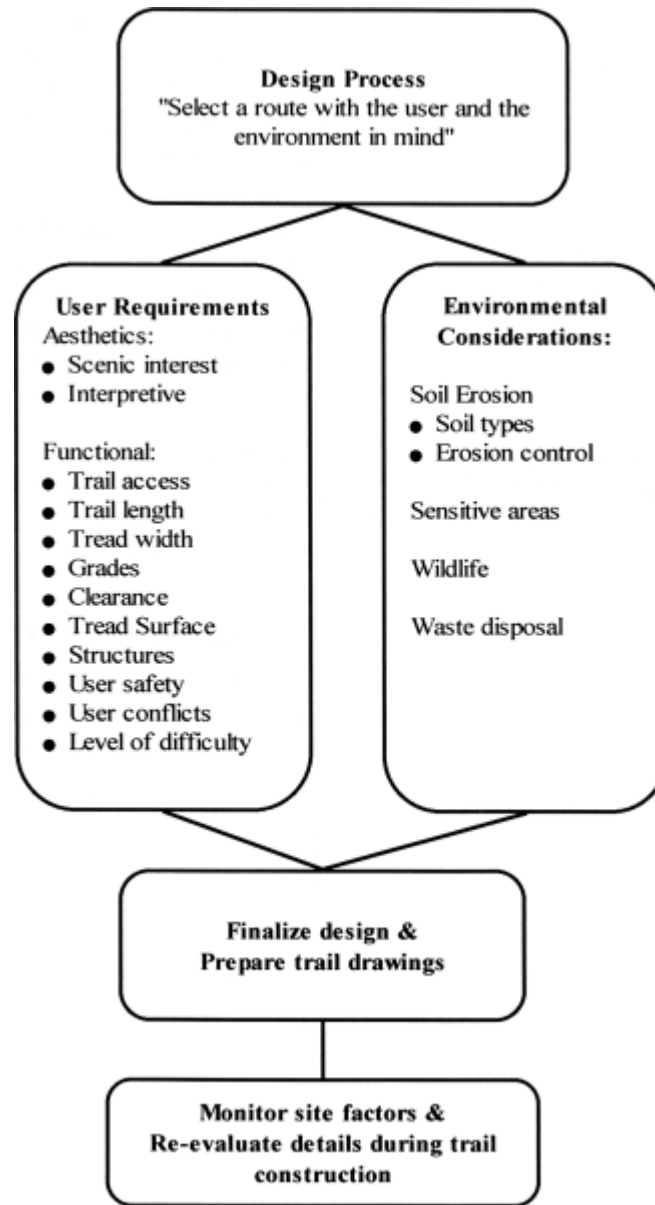 Design Process
"Select a route with the user and the
environment in mind"
User Requirements
Aesthetics:
● Scenic interest
● Interpretive
Functional:
● Trail access
● Trail length
● Tread width
● Grades
● Clearance
● Tread Surface
● Structures
● User safety
● User conflicts
● Level of difficulty
Environmental
Considerations:
Soil Erosion
● Soil types
● Erosion control
Sensitive areas
Wildlife
Waste disposal
Finalize design &
Prepare trail drawings
Monitor site factors &
Re-evaluate details during trail
construction